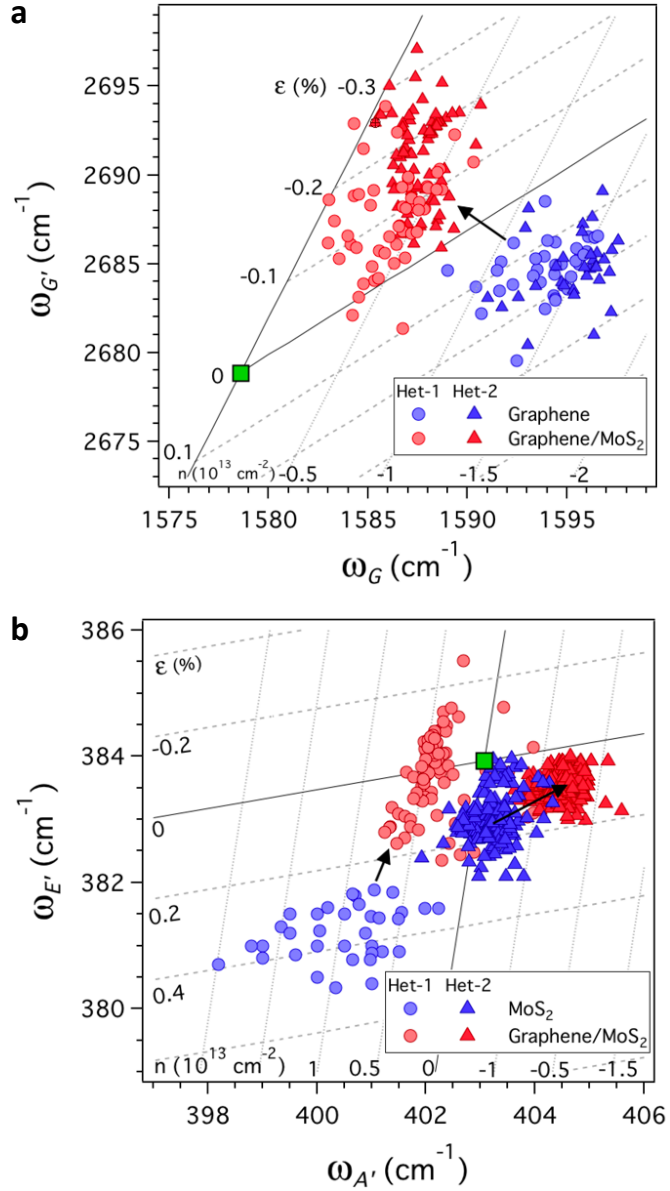 a
2695
2690
2685
2680
2675
ω_G' (cm⁻¹)
ε (%)
-0.3
-0.2
-0.1
0
0.1
n (10¹³ cm⁻²)
-0.5
-1
-1.5
-2
Het-1 Het-2
Graphene
Graphene/MoS₂
1575 1580 1585 1590 1595
ω_G (cm⁻¹)
b
386
384
382
380
ω_E' (cm⁻¹)
ε (%)
-0.2
0
0.2
0.4
n (10¹³ cm⁻²)
1
0.5
0
-1
-0.5
-1.5
Het-1 Het-2
MoS₂
Graphene/MoS₂
398 400 402 404 406
ω_A' (cm⁻¹)